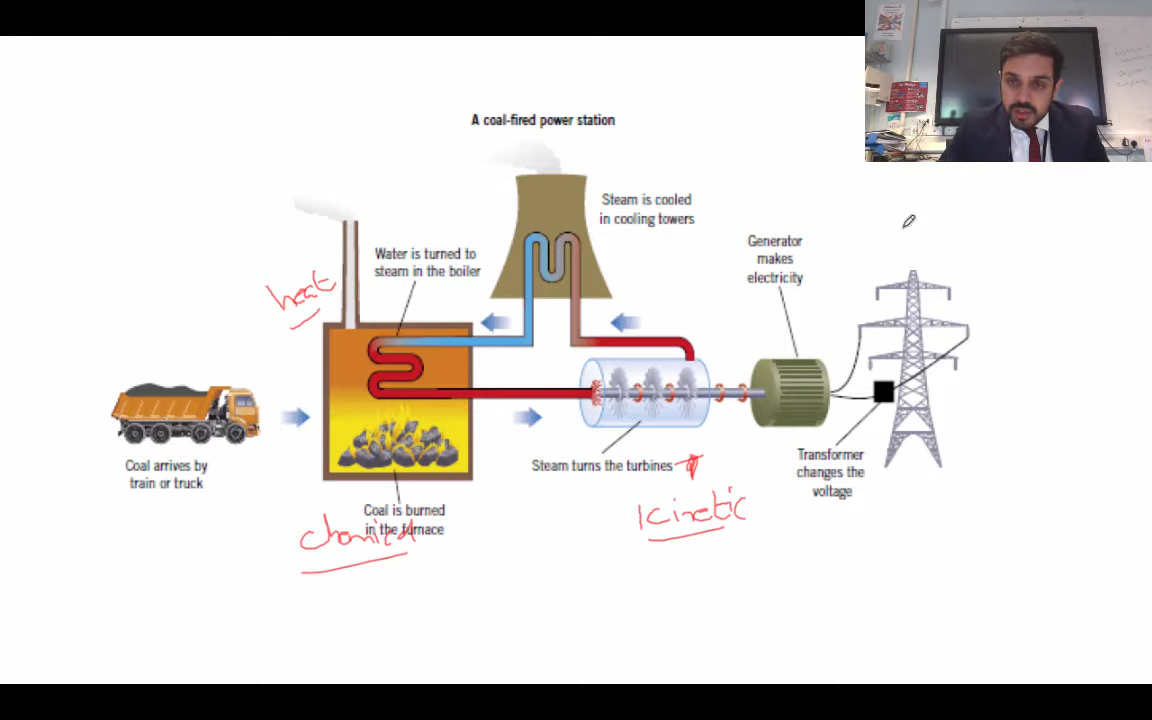 A coal-fired power station
Steam is cooled
in cooling towers
Water is turned to
steam in the boiler
Generator
makes
electricity
heat
Coal arrives by
train or truck
Steam turns the turbines
Transformer
changes the
voltage
Coal is burned
in the furnace
chemical
Kinetic